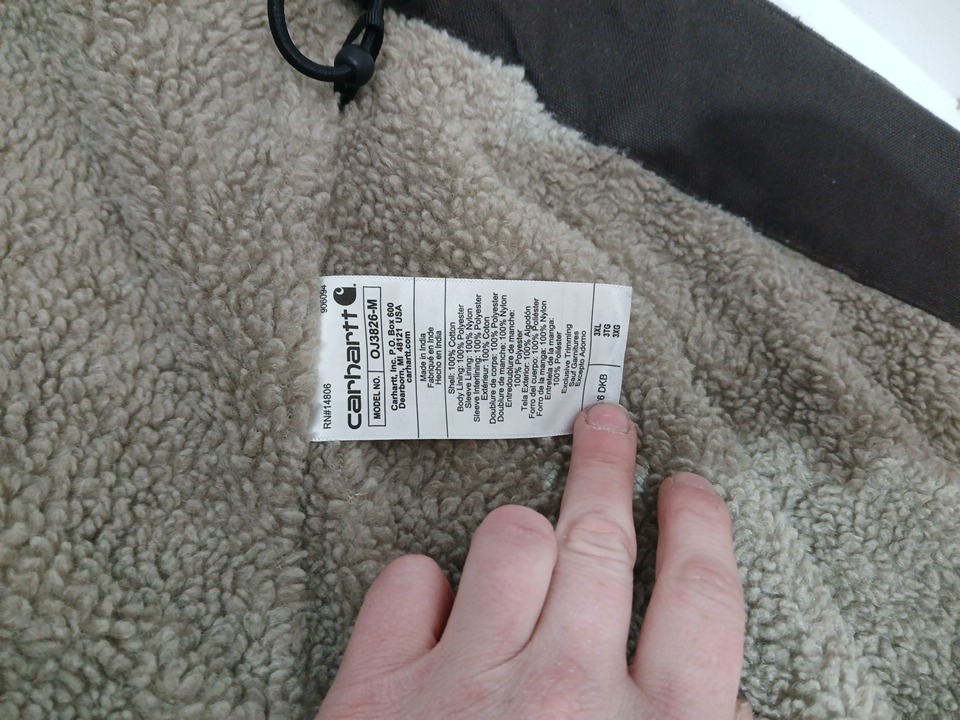 RN#14806 906094
carhartt
MODEL NO. OJ3826-M
Carhartt, Inc. P.O. Box 600
Dearborn, MI 48121 USA
carhartt.com
Made in India
Fabriqué en Inde
Hecho en India
Shell: 100% Cotton
Body Lining: 100% Polyester
Sleeve Lining: 100% Nylon
Sleeve Interlining: 100% Polyester
Extérieur: 100% Coton
Doublure de corps: 100% Polyester
Doublure de manche: 100% Nylon
Entredoublure de manche:
100% Polyester
Tela Exterior: 100% Algodón
Forro del cuerpo: 100% Poliéster
Forro de la manga: 100% Nylon
Entretela de la manga:
100% Poliéster
Exclusive Trimming
Sauf Garnitures
Excepto Adorno
6 DKB
3XL
3TG
3XG